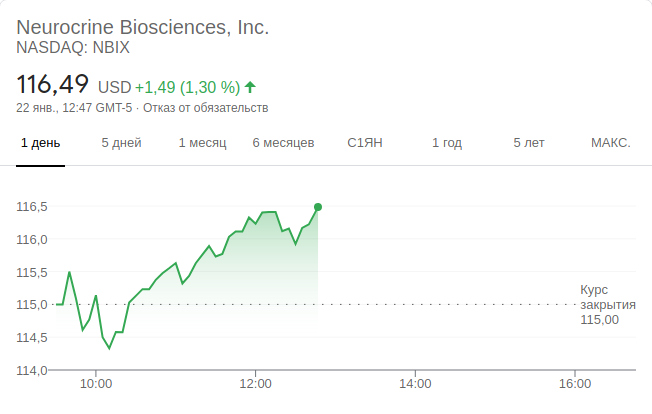 Neurocrine Biosciences, Inc.
NASDAQ: NBIX
116,49 USD +1,49 (1,30 %)
22 янв., 12:47 GMT-5 · Отказ от обязательств
1 день 5 дней 1 месяц 6 месяцев С1ЯН 1 год 5 лет МАКС.
116,5
116,0
115,5
115,0
114,5
114,0
Курс
закрытия
115,00
10:00 12:00 14:00 16:00